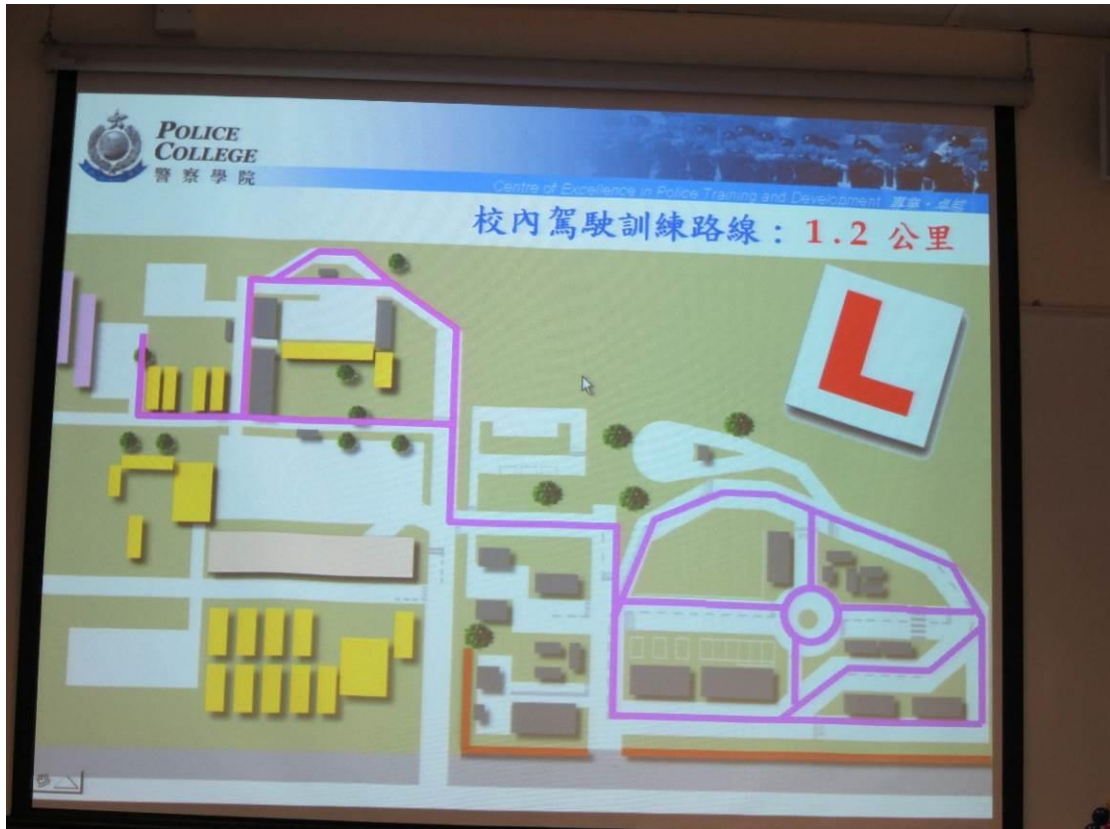 POLICE
COLLEGE
警察學院
Centre of Excellence in Police Training and Development
校內駕駛訓練路線：1.2 公里
L